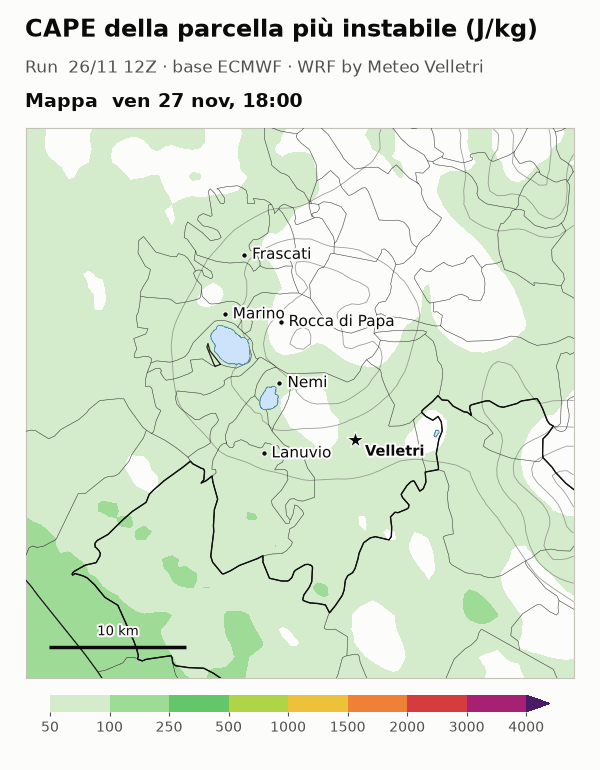 CAPE della parcella più instabile (J/kg)
Run 26/11 12Z · base ECMWF · WRF by Meteo Velletri
Mappa ven 27 nov, 18:00
Frascati
Marino
Rocca di Papa
Nemi
Velletri
Lanuvio
10 km
50 100 250 500 1000 1500 2000 3000 4000